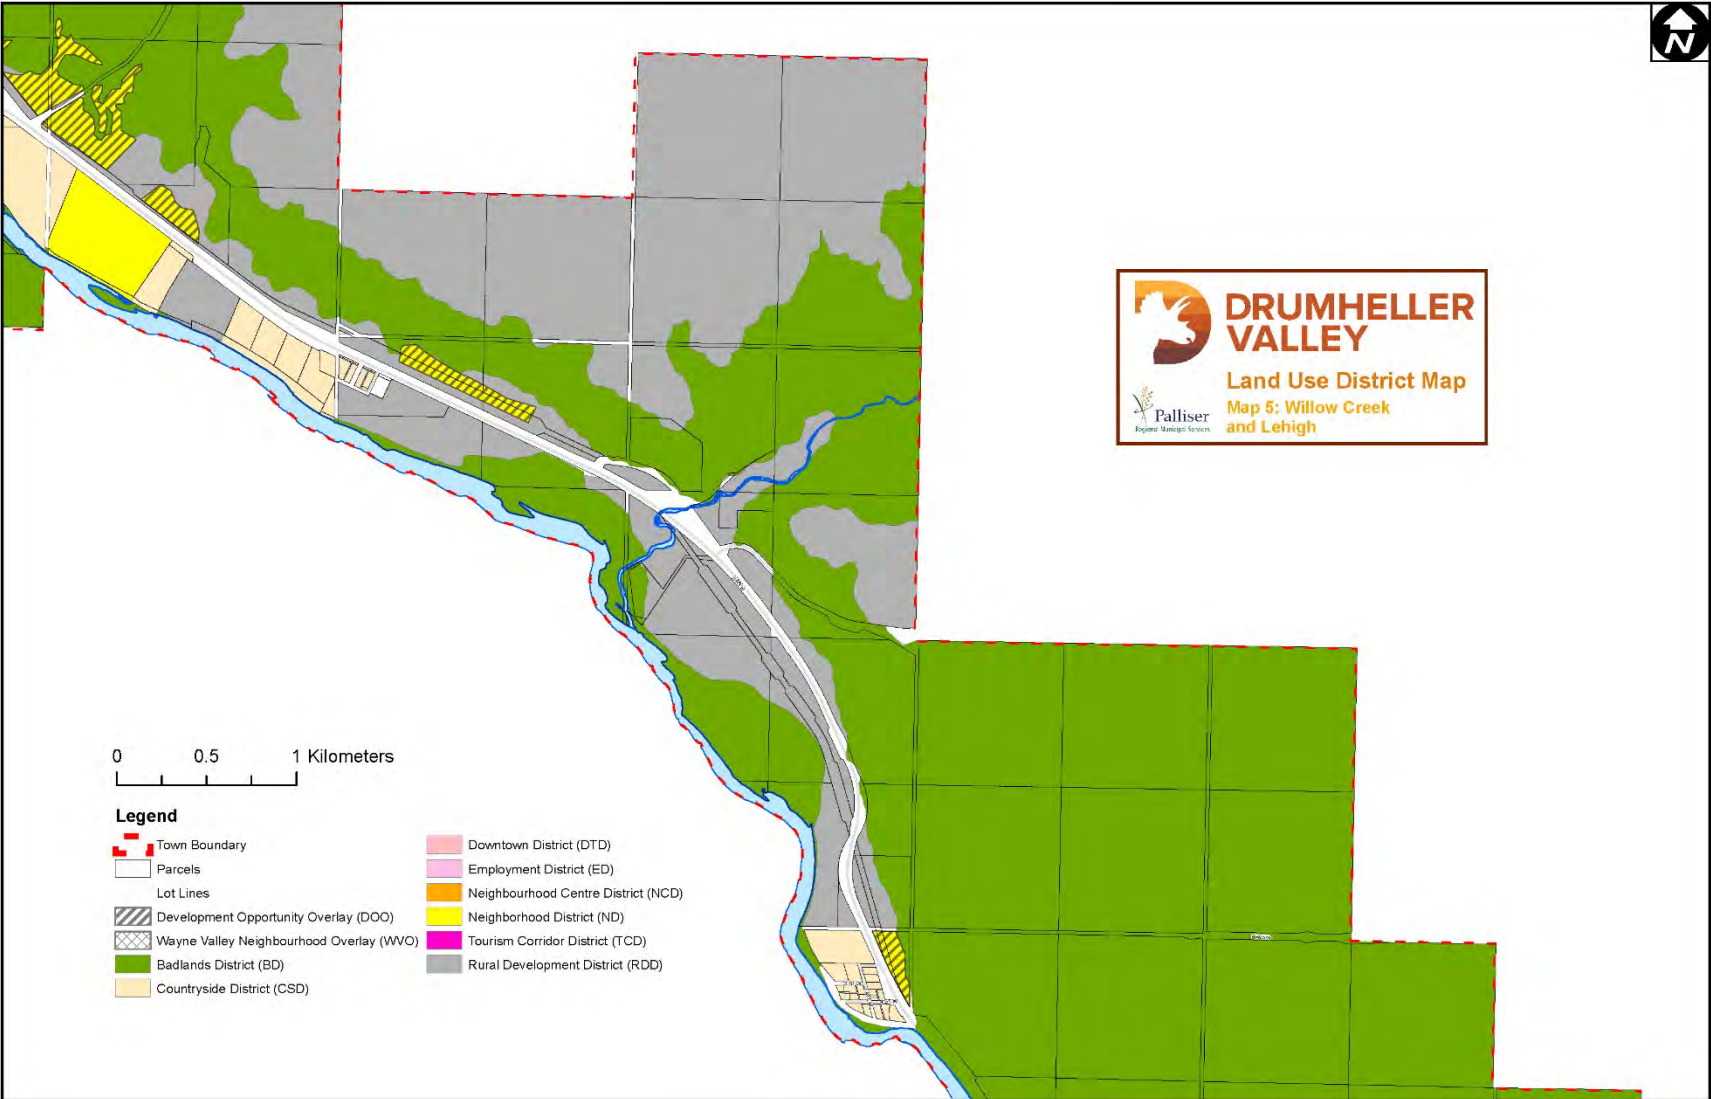 N
DRUMHELLER
VALLEY
Land Use District Map
Map 5: Willow Creek
and Lehigh
Palliser
Regional Municipal Services
0 0.5 1 Kilometers
Legend
Town Boundary
Parcels
Lot Lines
Development Opportunity Overlay (DOO)
Wayne Valley Neighbourhood Overlay (WVO)
Badlands District (BD)
Countryside District (CSD)
Downtown District (DTD)
Employment District (ED)
Neighbourhood Centre District (NCD)
Neighborhood District (ND)
Tourism Corridor District (TCD)
Rural Development District (RDD)